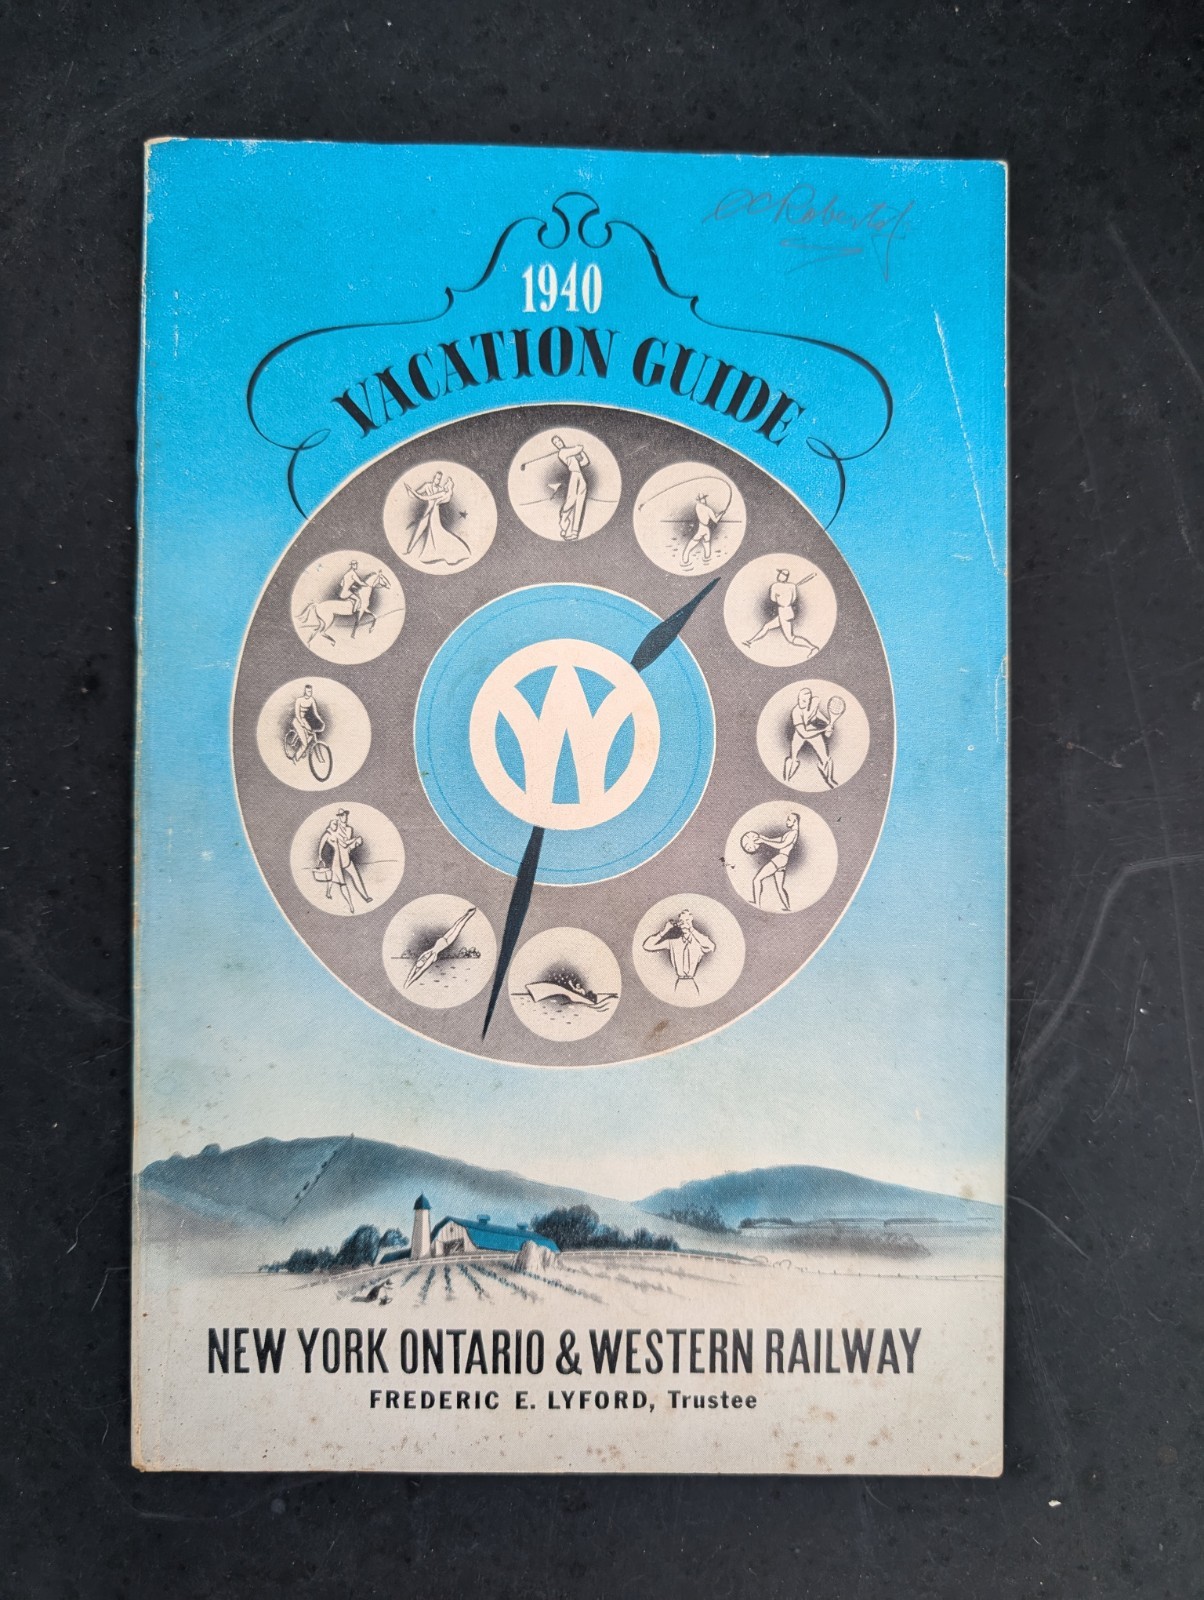 1940
VACATION GUIDE
W
NEW YORK ONTARIO & WESTERN RAILWAY
FREDERIC E. LYFORD, Trustee